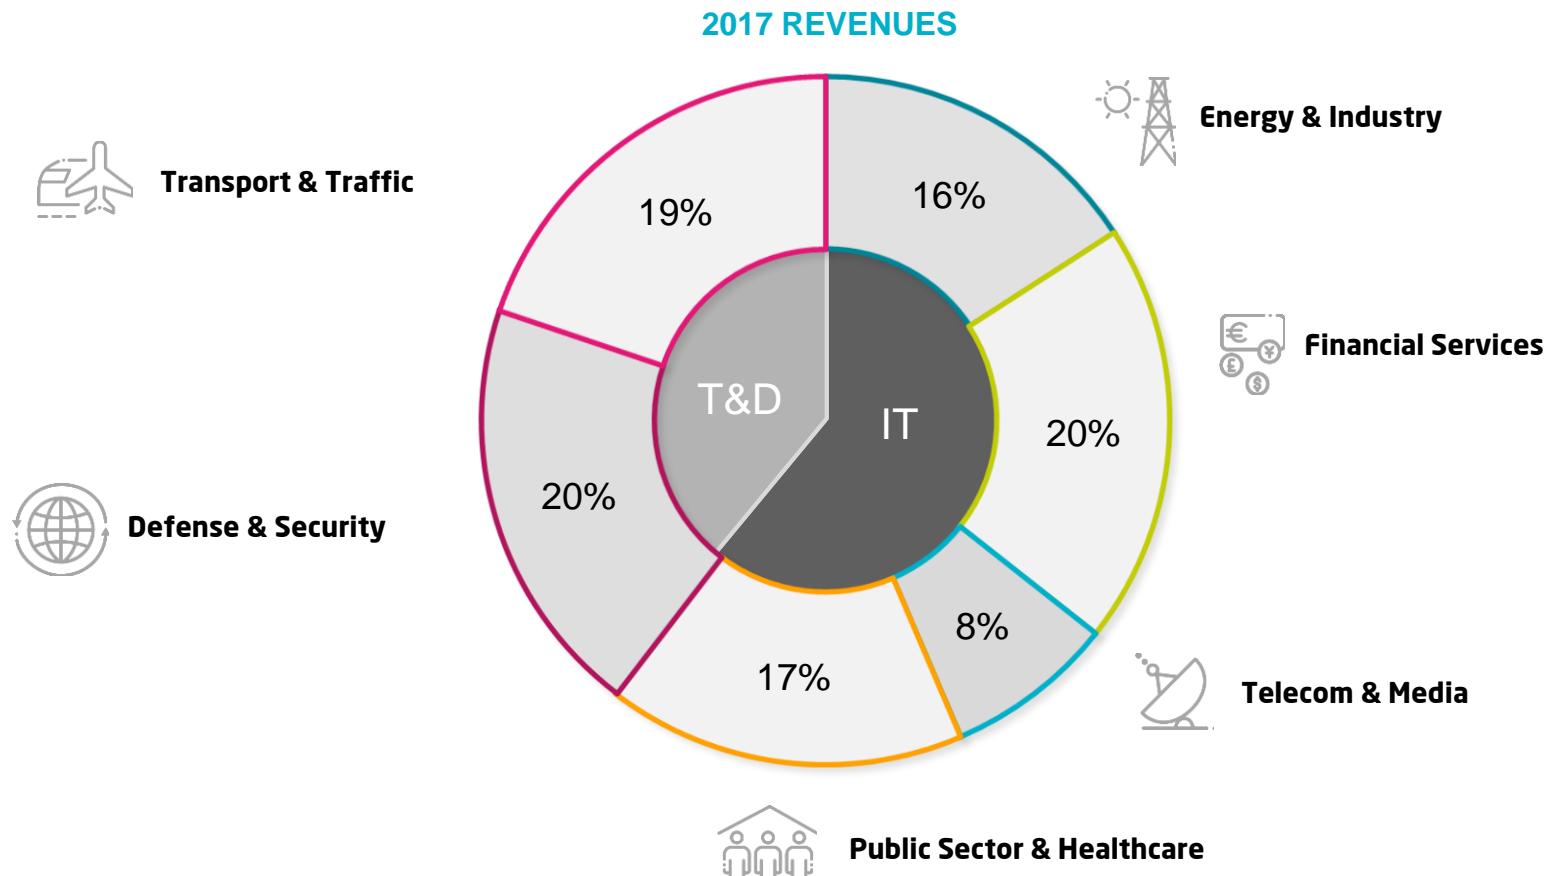 2017 REVENUES
Energy & Industry
Transport & Traffic
16%
19%
Financial Services
T&D
IT
20%
20%
Defense & Security
8%
17%
Telecom & Media
Public Sector & Healthcare
€
¥
£
$